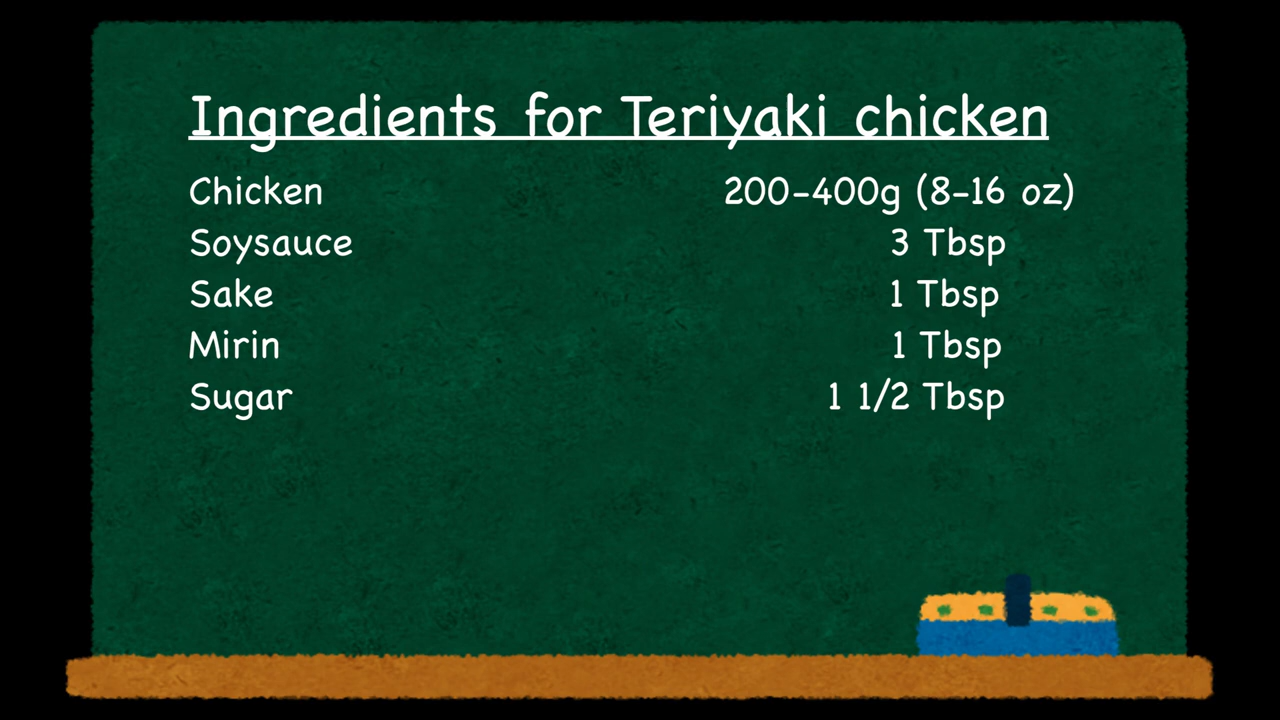 Ingredients for Teriyaki chicken
Chicken 200-400g (8-16 oz)
Soysauce 3 Tbsp
Sake 1 Tbsp
Mirin 1 Tbsp
Sugar 1 1/2 Tbsp